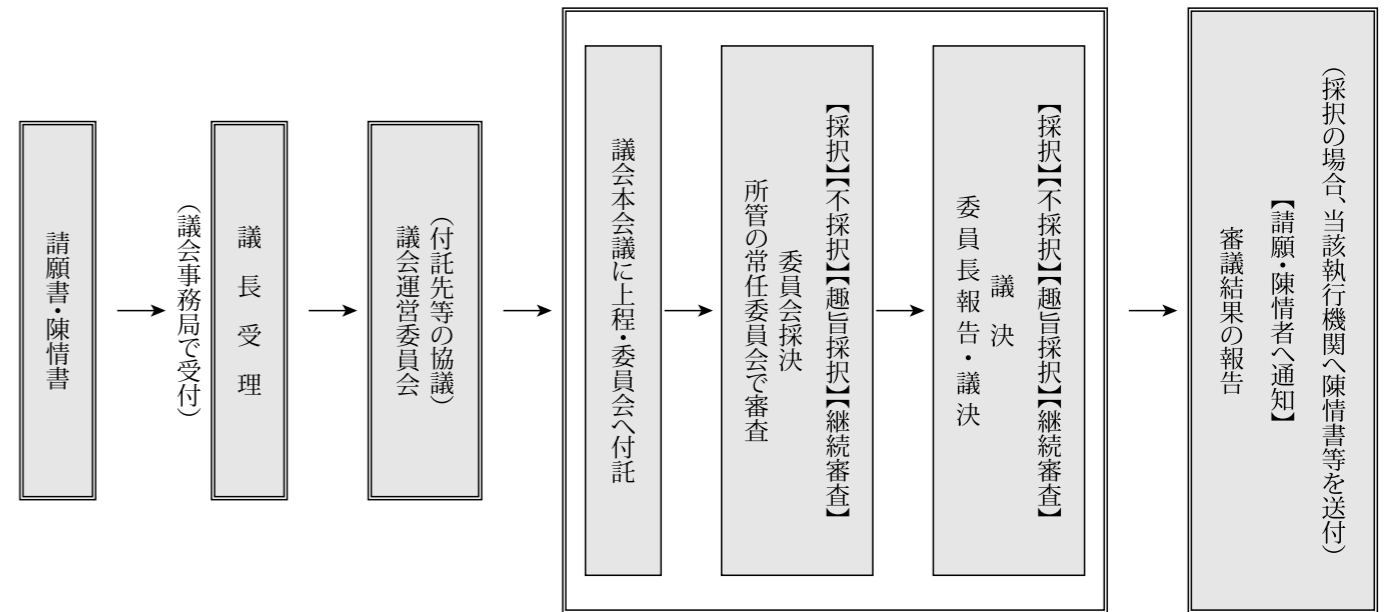 請願書・陳情書
(議会事務局で受付)
議長受理
議会運営委員会
(付託先等の協議)
議会本会議に上程・委員会へ付託
所管の常任委員会で審査
委員会採決
【採択】【不採択】【趣旨採択】【継続審査】
委員長報告・議決
議決
【採択】【不採択】【趣旨採択】【継続審査】
審議結果の報告
【請願・陳情者へ通知】
(採択の場合、当該執行機関へ陳情書等を送付)